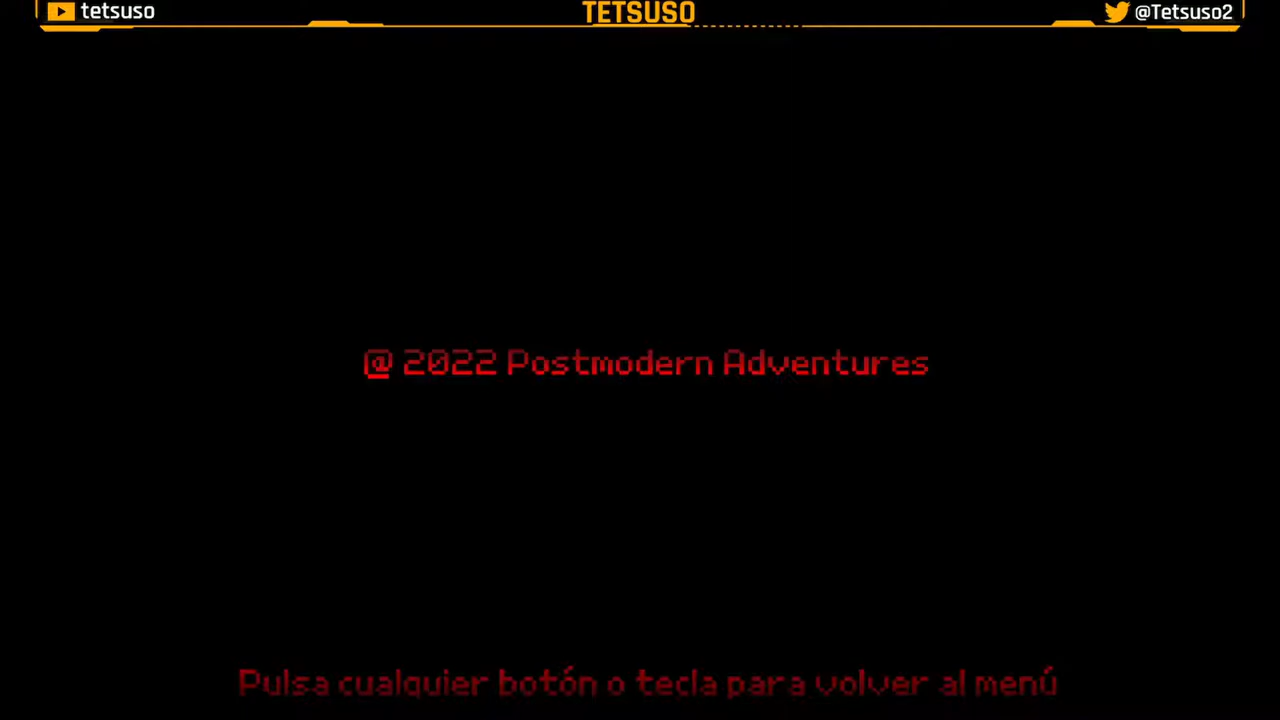 tetsuso
TETSUSO
@Tetsuso2
@ 2022 Postmodern Adventures
Pulsa cualquier botón o tecla para volver al menú